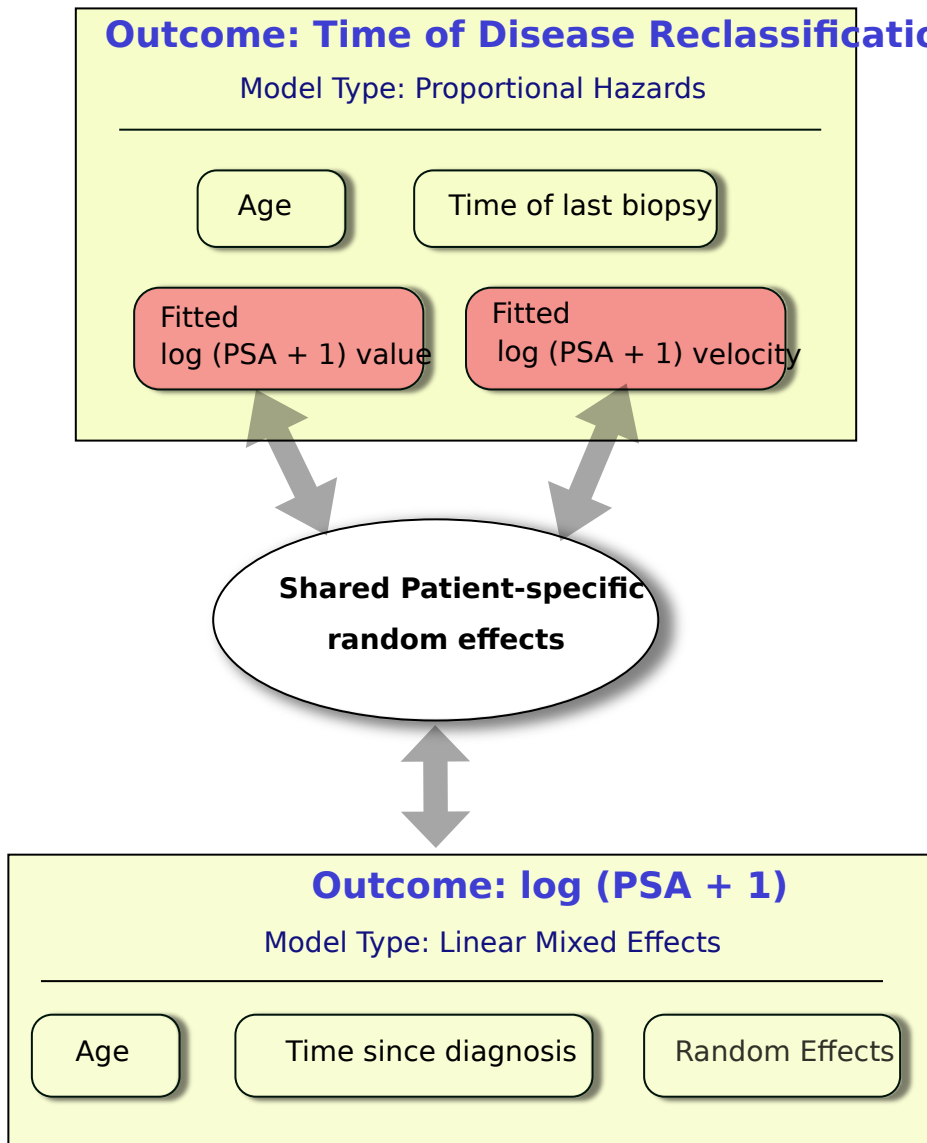 Outcome: Time of Disease Reclassificatio
Model Type: Proportional Hazards
Age
Time of last biopsy
Fitted
log (PSA + 1) value
Fitted
log (PSA + 1) velocity
Shared Patient-specific
random effects
Outcome: log (PSA + 1)
Model Type: Linear Mixed Effects
Age
Time since diagnosis
Random Effects